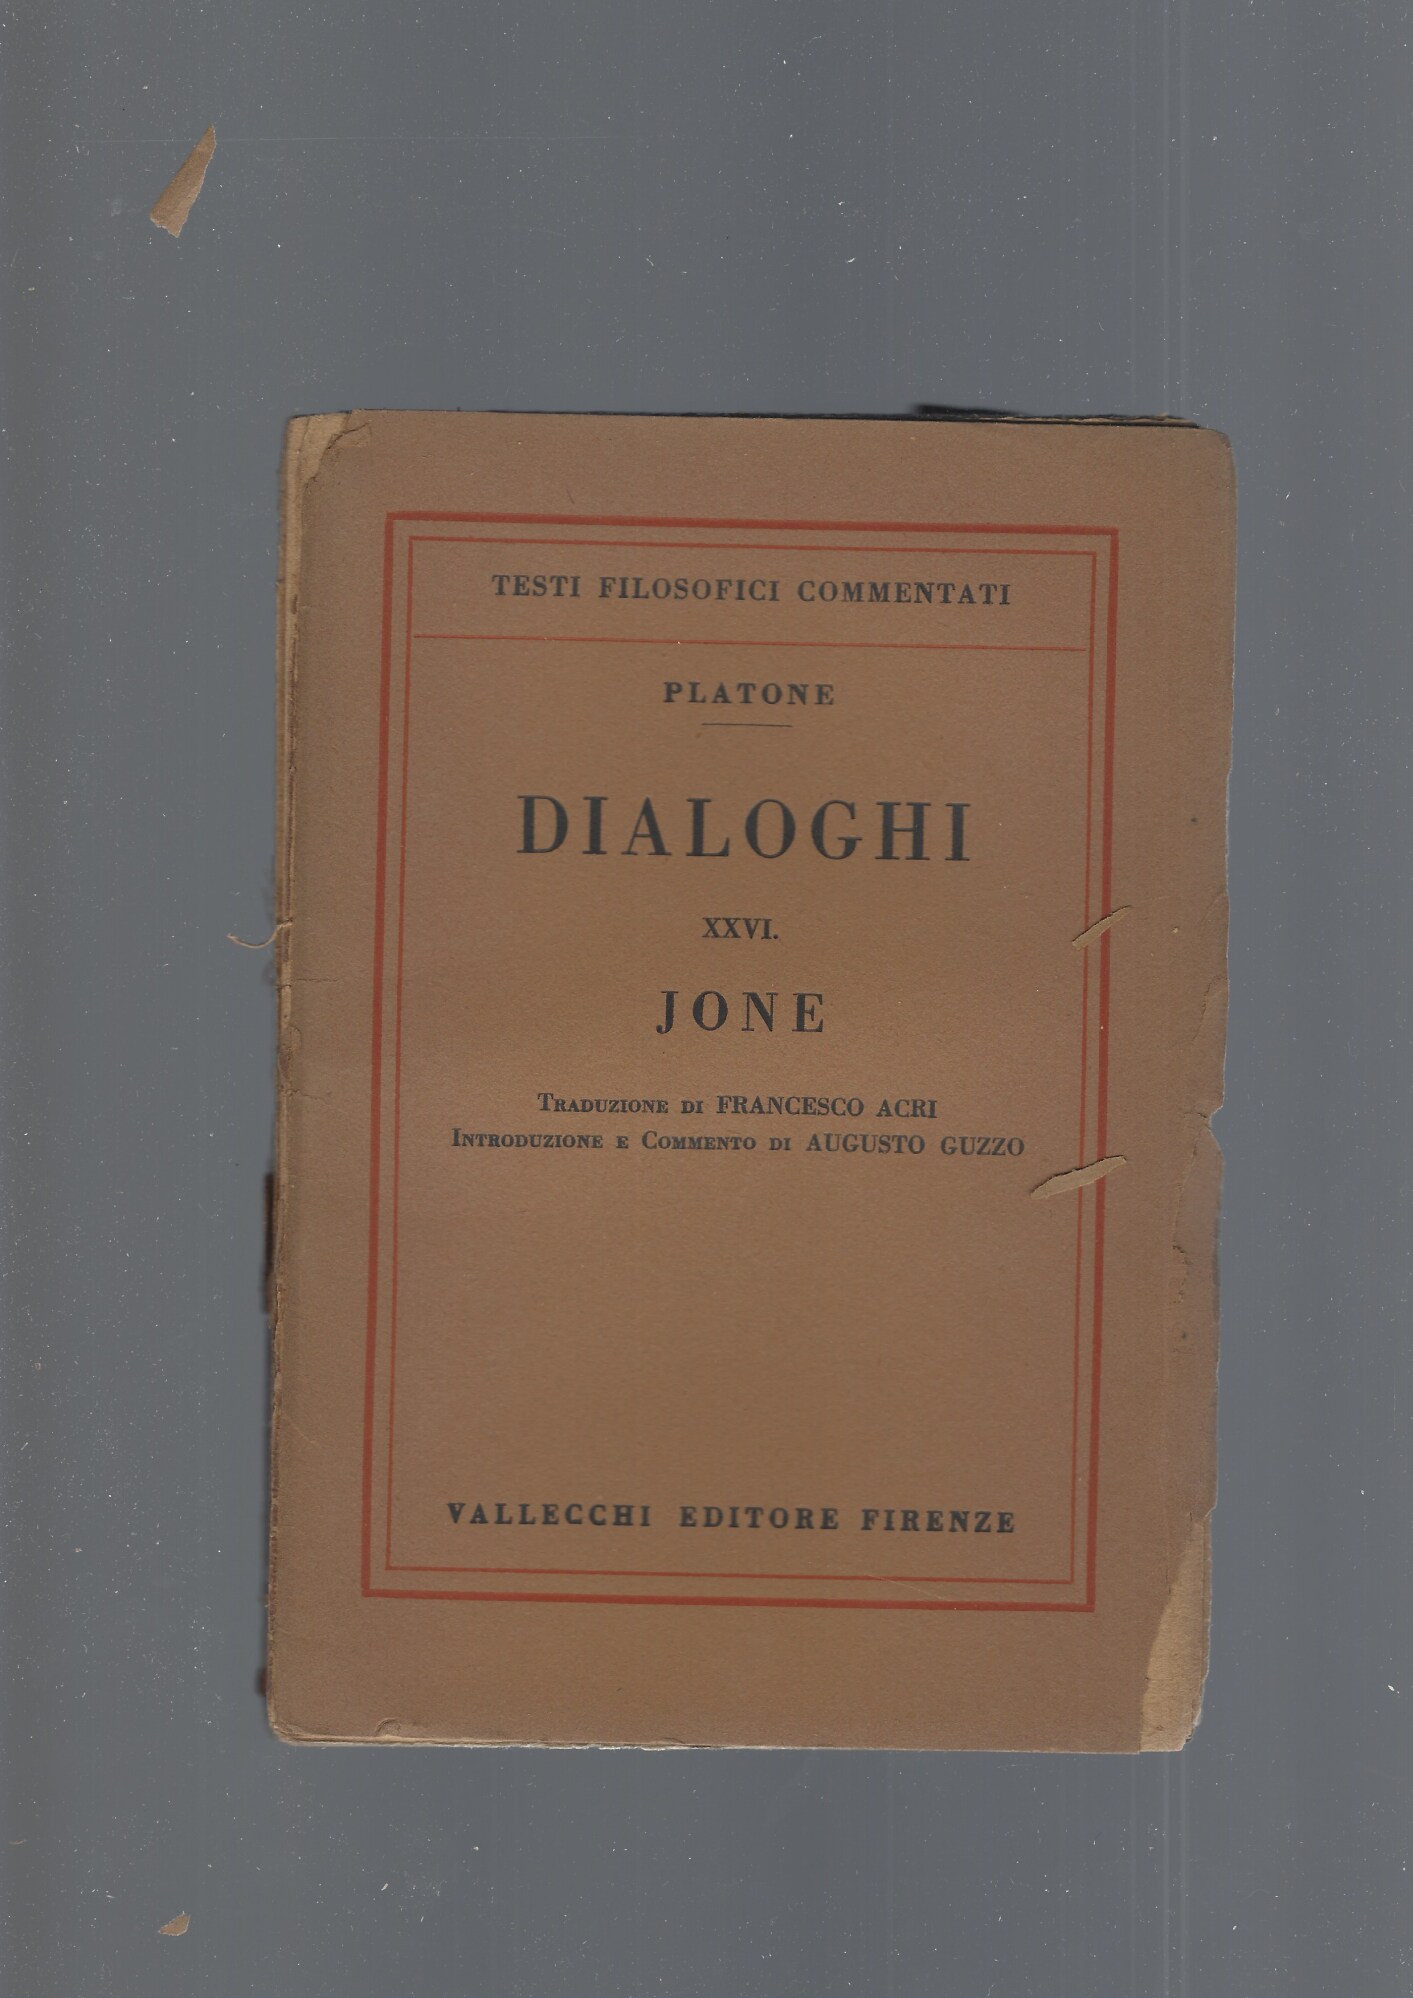 TESTI FILOSOFICI COMMENTATI
PLATONE
DIALOGHI
XXVI.
JONE
TRADUZIONE DI FRANCESCO ACRI
INTRODUZIONE E COMMENTO DI AUGUSTO GUZZO
VALLECCHI EDITORE FIRENZE